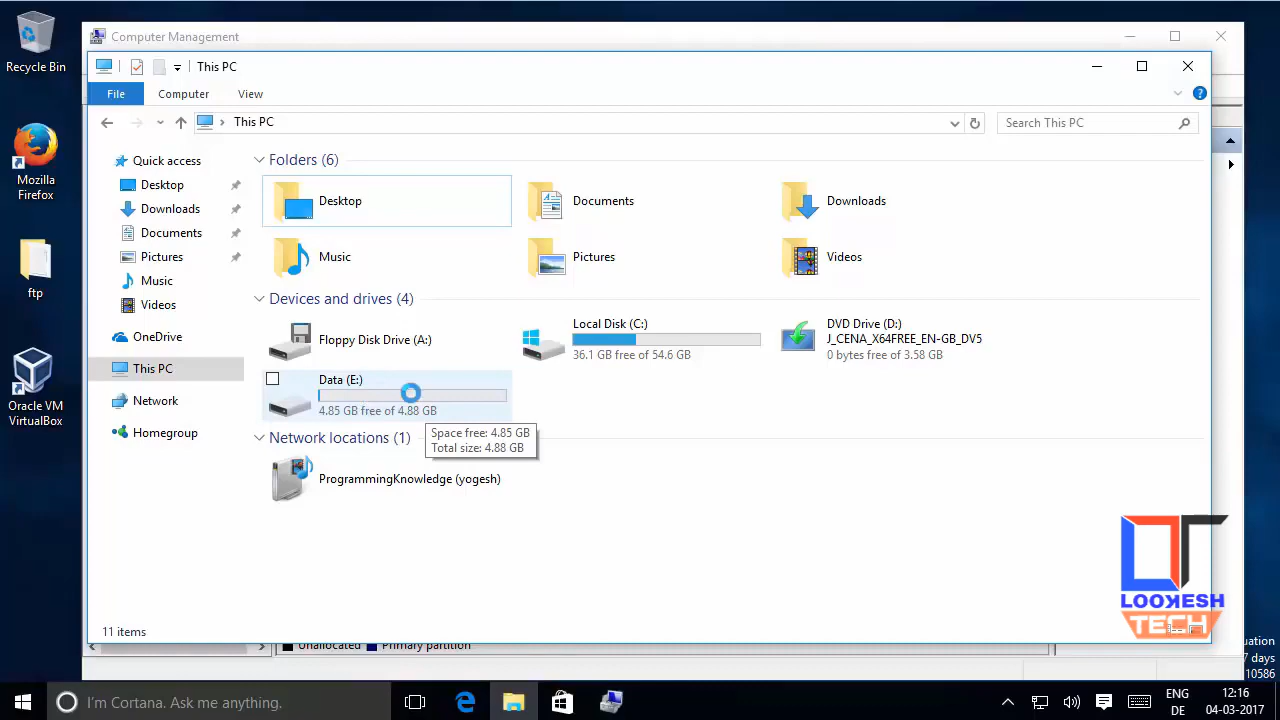 Recycle Bin
Mozilla
Firefox
ftp
Oracle VM
VirtualBox
Computer Management
This PC
File
Computer
View
This PC
Search This PC
Quick access
Desktop
Downloads
Documents
Pictures
Music
Videos
OneDrive
This PC
Network
Homegroup
Folders (6)
Desktop
Documents
Downloads
Music
Pictures
Videos
Devices and drives (4)
Floppy Disk Drive (A:)
Local Disk (C:)
36.1 GB free of 54.6 GB
DVD Drive (D:)
J_CENA_X64FREE_EN-GB_DV5
0 bytes free of 3.58 GB
Data (E:)
4.85 GB free of 4.88 GB
Space free: 4.85 GB
Total size: 4.88 GB
Network locations (1)
ProgrammingKnowledge (yogesh)
11 items
Unallocated
Primary partition
LT
LOOKESH
TECH
7 days
10586
I'm Cortana. Ask me anything.
ENG
DE
12:16
04-03-2017